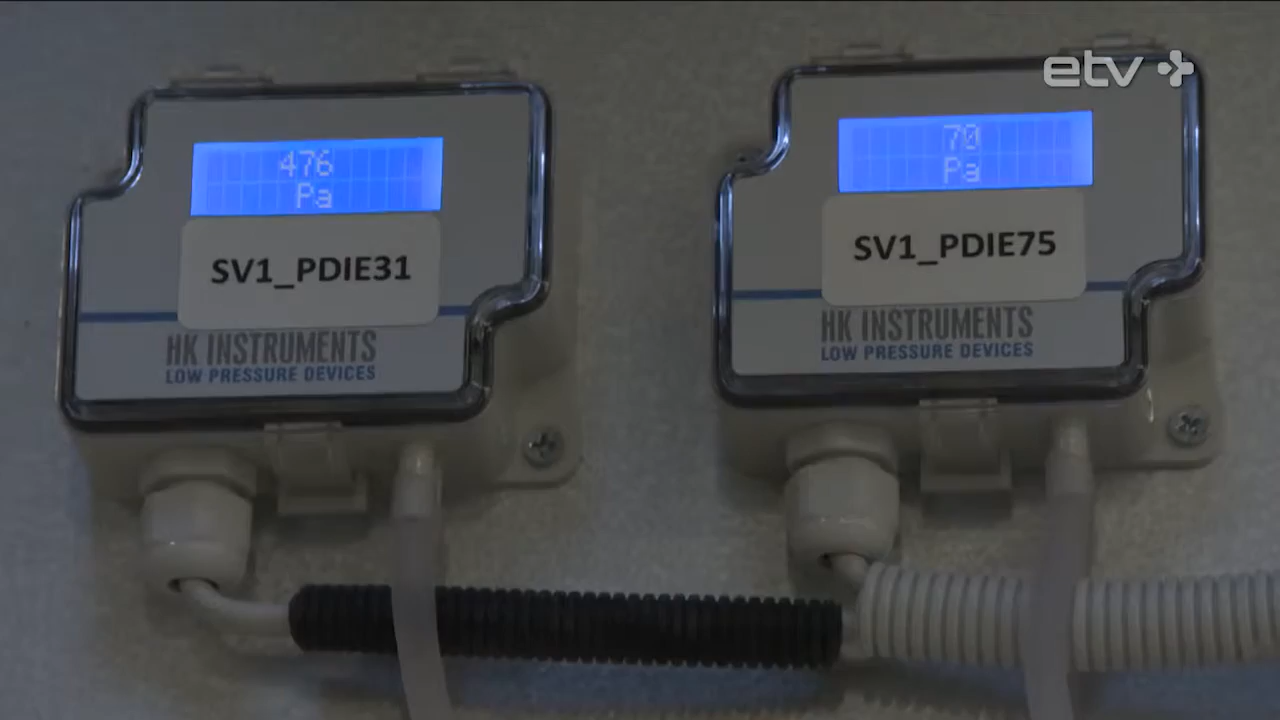 etv+
476
Pa
SV1_PDIE31
HK INSTRUMENTS
LOW PRESSURE DEVICES
70
Pa
SV1_PDIE75
HK INSTRUMENTS
LOW PRESSURE DEVICES